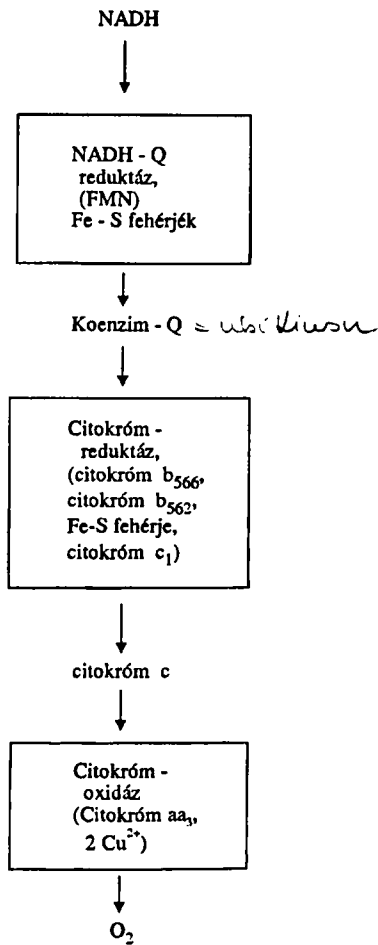 NADH
NADH - Q
reduktáz,
(FMN)
Fe - S fehérjék
Koenzim - Q =
Citokróm -
reduktáz,
(citokróm b₅₆₆,
citokróm b₅₆₂,
Fe-S fehérje,
citokróm c₁)
citokróm c
Citokróm -
oxidáz
(Citokróm aa₃,
2 Cu²⁺)
O₂